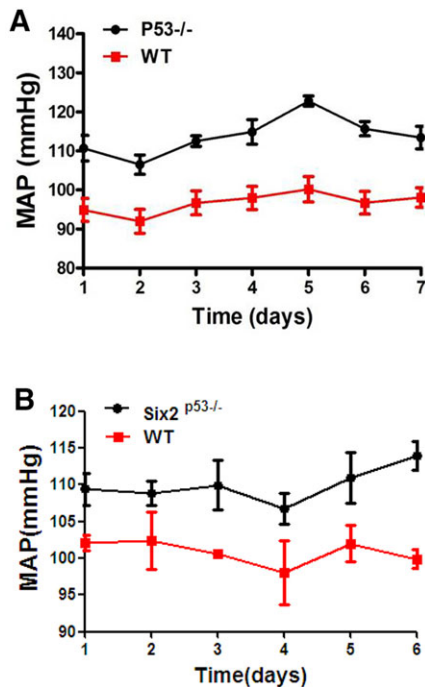 A
P53-/-
WT
MAP (mmHg)
140
130
120
110
100
90
80
1 2 3 4 5 6 7
Time (days)
B
Six2 p53-/-
WT
MAP(mmHg)
120
115
110
105
100
95
90
1 2 3 4 5 6
Time(days)